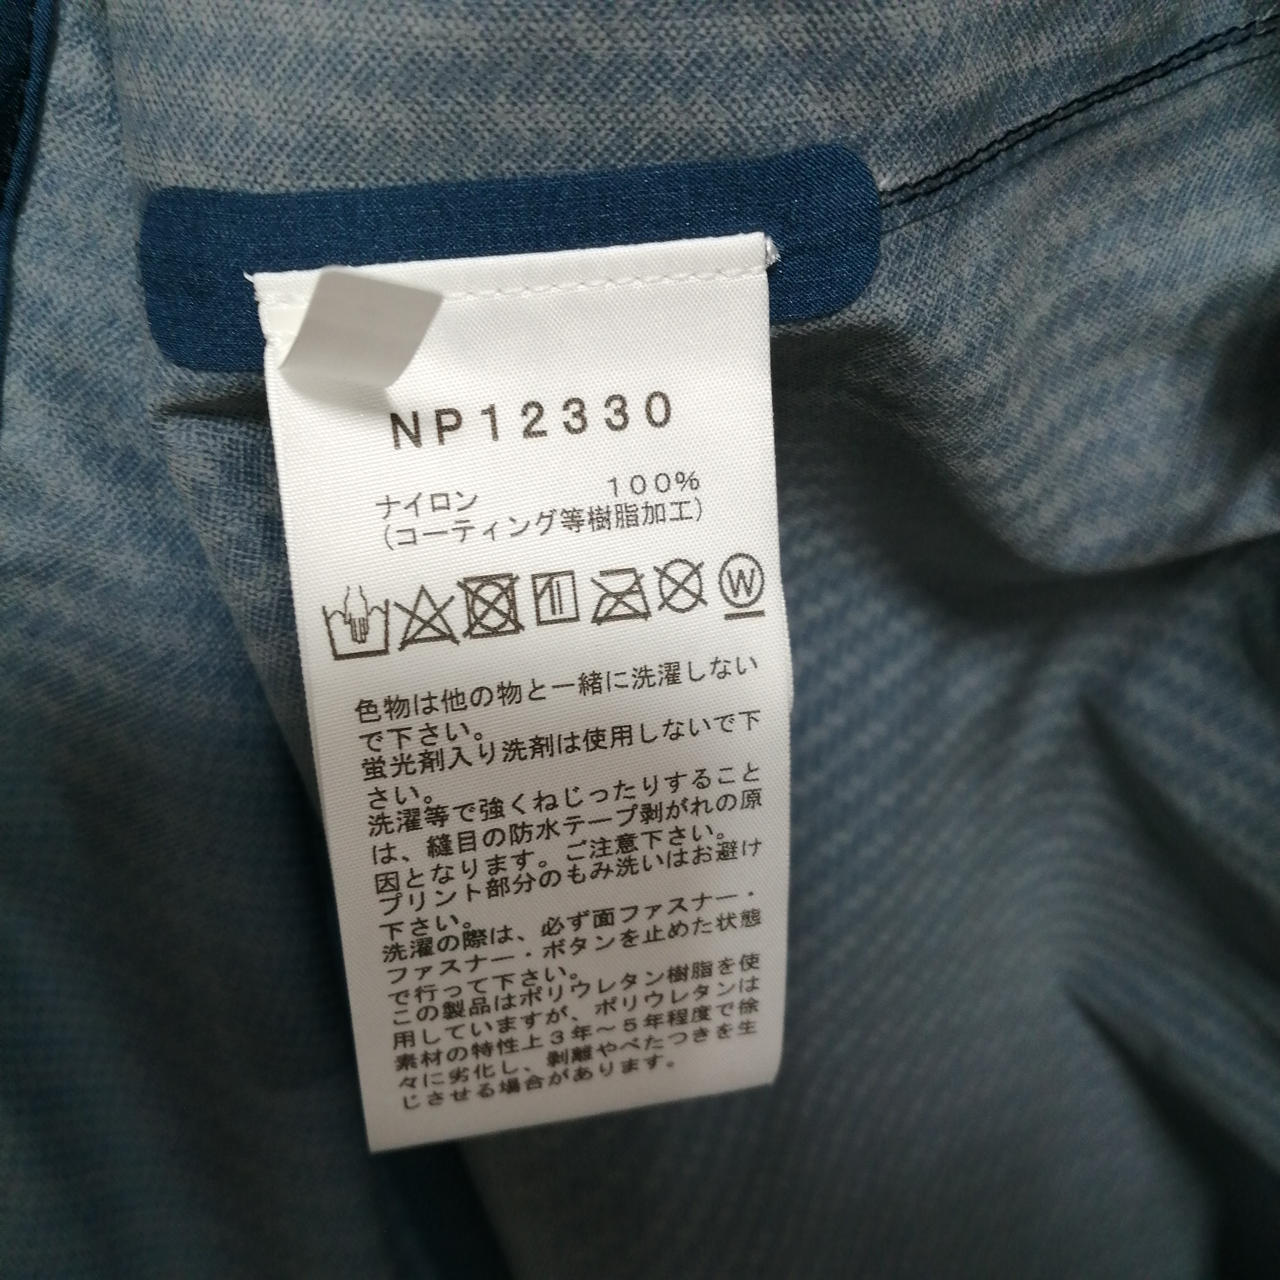 NP12330
ナイロン 100%
(コーティング等樹脂加工)
W
色物は他の物と一緒に洗濯しない
で下さい。
蛍光剤入り洗剤は使用しないで下
さい。
洗濯等で強くねじったりすること
は、縫目の防水テープ剥がれの原
因となります。ご注意下さい。
プリント部分のもみ洗いはお避け
下さい。
洗濯の際は、必ず面ファスナー・
ファスナー・ボタンを止めた状態
で行って下さい。
この製品はポリウレタン樹脂を使
用していますが、ポリウレタンは
素材の特性上3年～5年程度で徐
々に劣化し、剥離やべたつきを生
じさせる場合があります。